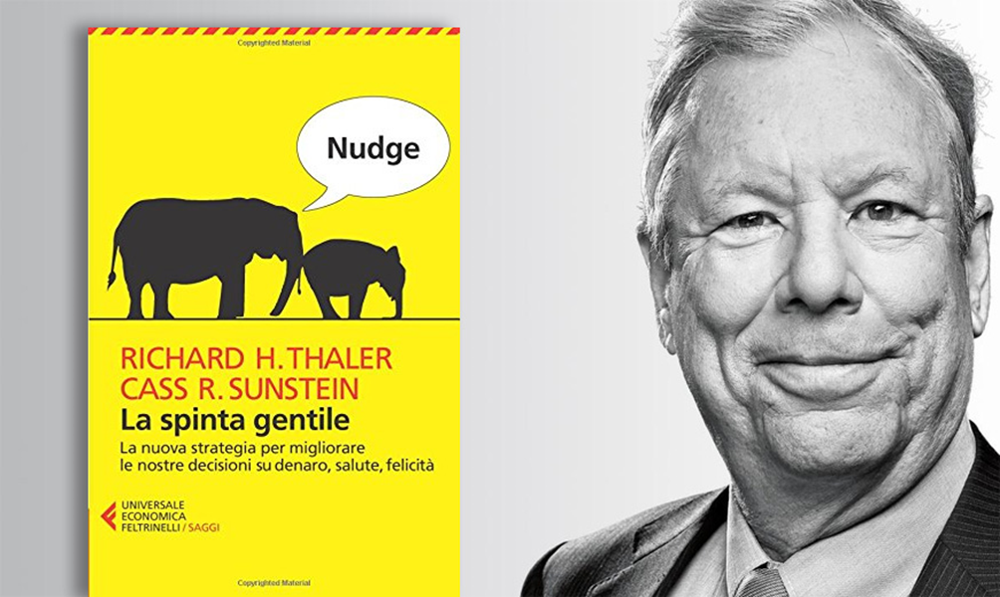 Copyrighted Material
Nudge
RICHARD H. THALER
CASS R. SUNSTEIN
La spinta gentile
La nuova strategia per migliorare
le nostre decisioni su denaro, salute, felicità
UNIVERSALE
ECONOMICA
FELTRINELLI / SAGGI
Copyrighted Material